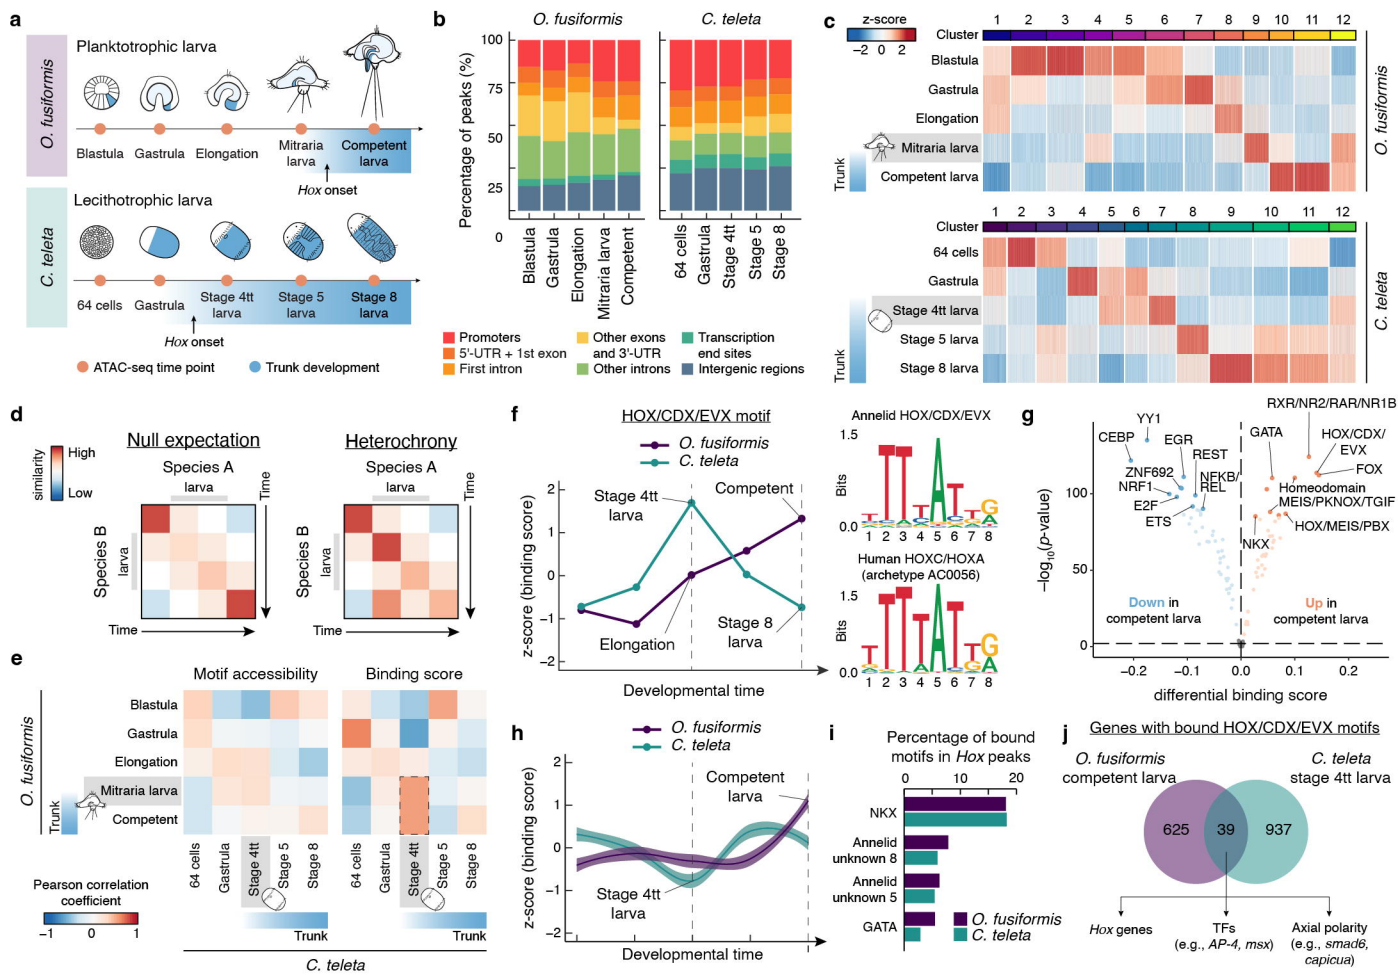 a
O. fusiformis
Planktotrophic larva
Blastula
Gastrula
Elongation
Mitraria
larva
Competent
larva
Hox onset
C. teleta
Lecithotrophic larva
64 cells
Gastrula
Stage 4tt
larva
Stage 5
larva
Stage 8
larva
Hox onset
ATAC-seq time point
Trunk development
b
O. fusiformis
C. teleta
Percentage of peaks (%)
100
75
50
25
0
Blastula
Gastrula
Elongation
Mitraria larva
Competent
64 cells
Gastrula
Stage 4tt
Stage 5
Stage 8
Promoters
5'-UTR + 1st exon
First intron
Other exons
and 3'-UTR
Other introns
Transcription
end sites
Intergenic regions
c
z-score
−2 0 2
Cluster
1 2 3 4 5 6 7 8 9 10 11 12
Blastula
Gastrula
Elongation
Mitraria larva
Competent larva
Trunk
O. fusiformis
Cluster
1 2 3 4 5 6 7 8 9 10 11 12
64 cells
Gastrula
Stage 4tt larva
Stage 5 larva
Stage 8 larva
Trunk
C. teleta
d
similarity
High
Low
Null expectation
Species A
larva
Species B
larva
Time
Time
Heterochrony
Species A
larva
Species B
larva
Time
Time
e
Motif accessibility
Binding score
O. fusiformis
Trunk
Blastula
Gastrula
Elongation
Mitraria larva
Competent
64 cells
Gastrula
Stage 4tt
Stage 5
Stage 8
64 cells
Gastrula
Stage 4tt
Stage 5
Stage 8
Trunk
Trunk
C. teleta
Pearson correlation
coefficient
−1 0 1
f
HOX/CDX/EVX motif
O. fusiformis
C. teleta
z-score (binding score)
2
1
0
−1
−2
Stage 4tt
larva
Competent
Elongation
Stage 8
larva
Developmental time
Annelid HOX/CDX/EVX
1.5
Bits
0.0
1 2 3 4 5 6 7 8
Human HOXC/HOXA
(archetype AC0056)
1.5
Bits
0.0
1 2 3 4 5 6 7 8
g
−log10(p-value)
100
50
0
YY1
CEBP
EGR
REST
ZNF692
NFKB/
REL
NRF1
E2F
ETS
RXR/NR2/RAR/NR1B
GATA
HOX/CDX/
EVX
FOX
Homeodomain
MEIS/PKNOX/TGIF
HOX/MEIS/PBX
NKX
Down in
competent larva
Up in
competent larva
−0.2 −0.1 0.0 0.1 0.2
differential binding score
h
O. fusiformis
C. teleta
z-score (binding score)
2
1
0
−1
−2
Competent
larva
Stage 4tt
larva
Developmental time
i
Percentage of bound
motifs in Hox peaks
0 10 20
NKX
Annelid
unknown 8
Annelid
unknown 5
GATA
O. fusiformis
C. teleta
j
Genes with bound HOX/CDX/EVX motifs
O. fusiformis
competent larva
C. teleta
stage 4tt larva
625
39
937
Hox genes
TFs
(e.g., AP-4, msx)
Axial polarity
(e.g., smad6,
capicua)